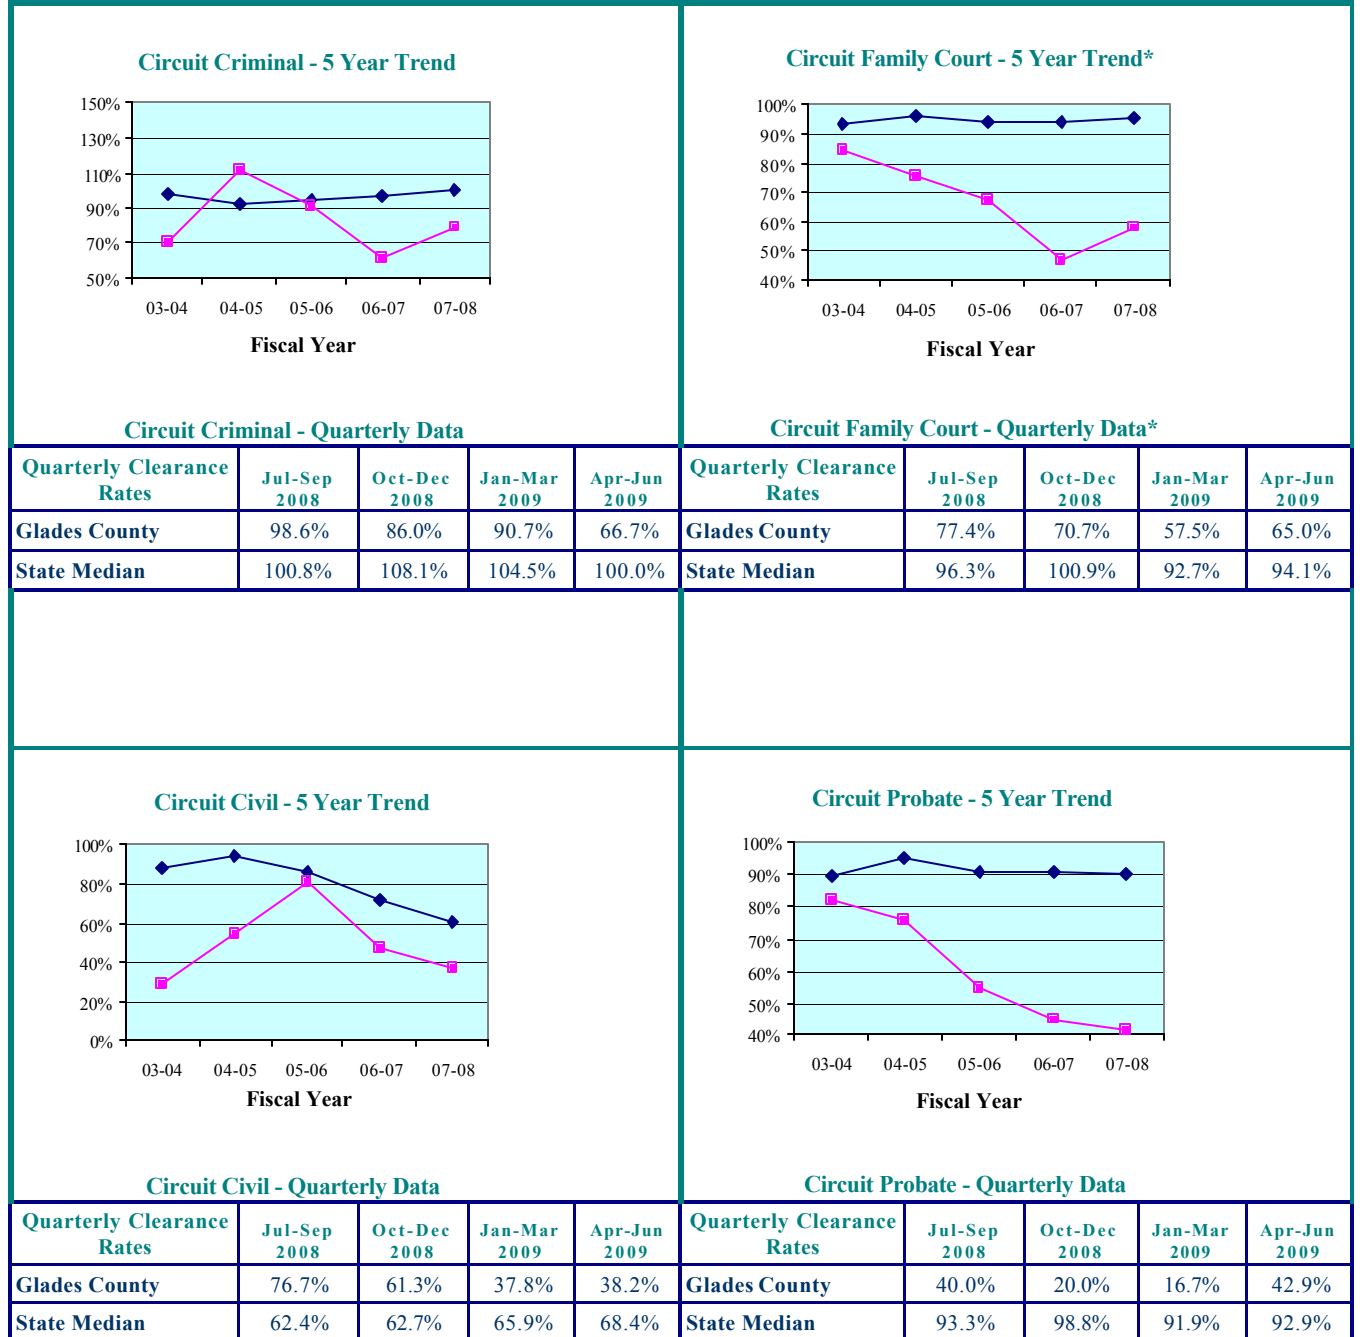 Circuit Criminal - 5 Year Trend
150%
130%
110%
90%
70%
50%
03-04 04-05 05-06 06-07 07-08
Fiscal Year
Circuit Criminal - Quarterly Data
Quarterly Clearance
Rates
Jul-Sep
2008
Oct-Dec
2008
Jan-Mar
2009
Apr-Jun
2009
Glades County 98.6% 86.0% 90.7% 66.7%
State Median 100.8% 108.1% 104.5% 100.0%
Circuit Family Court - 5 Year Trend*
100%
90%
80%
70%
60%
50%
40%
03-04 04-05 05-06 06-07 07-08
Fiscal Year
Circuit Family Court - Quarterly Data*
Quarterly Clearance
Rates
Jul-Sep
2008
Oct-Dec
2008
Jan-Mar
2009
Apr-Jun
2009
Glades County 77.4% 70.7% 57.5% 65.0%
State Median 96.3% 100.9% 92.7% 94.1%
Circuit Civil - 5 Year Trend
100%
80%
60%
40%
20%
0%
03-04 04-05 05-06 06-07 07-08
Fiscal Year
Circuit Civil - Quarterly Data
Quarterly Clearance
Rates
Jul-Sep
2008
Oct-Dec
2008
Jan-Mar
2009
Apr-Jun
2009
Glades County 76.7% 61.3% 37.8% 38.2%
State Median 62.4% 62.7% 65.9% 68.4%
Circuit Probate - 5 Year Trend
100%
90%
80%
70%
60%
50%
40%
03-04 04-05 05-06 06-07 07-08
Fiscal Year
Circuit Probate - Quarterly Data
Quarterly Clearance
Rates
Jul-Sep
2008
Oct-Dec
2008
Jan-Mar
2009
Apr-Jun
2009
Glades County 40.0% 20.0% 16.7% 42.9%
State Median 93.3% 98.8% 91.9% 92.9%